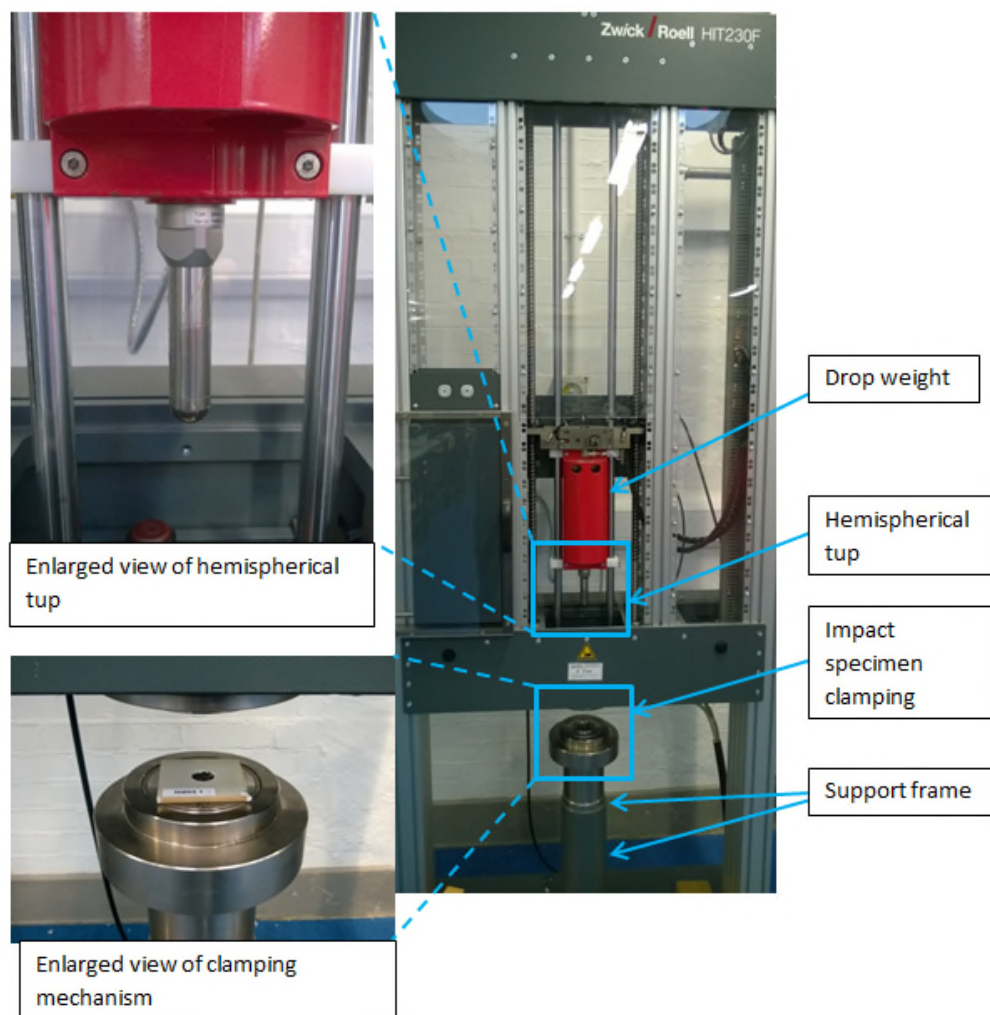 Zwick / Roell HIT230F
Drop weight
Hemispherical
tup
Impact
specimen
clamping
Support frame
Enlarged view of hemispherical
tup
Enlarged view of clamping
mechanism